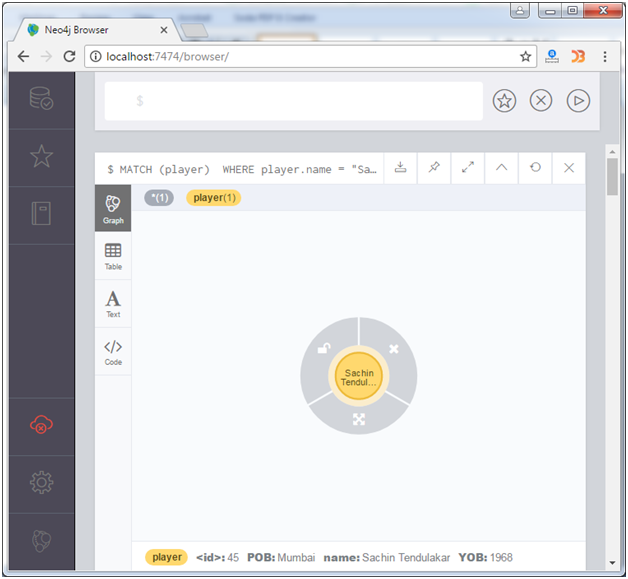 Neo4j Browser
localhost:7474/browser/
$
$ MATCH (player)  WHERE player.name = "Sa…
*(1) player(1)
Graph
Table
Text
Code
Sachin
Tendul…
player <id>: 45 POB: Mumbai name: Sachin Tendulakar YOB: 1968